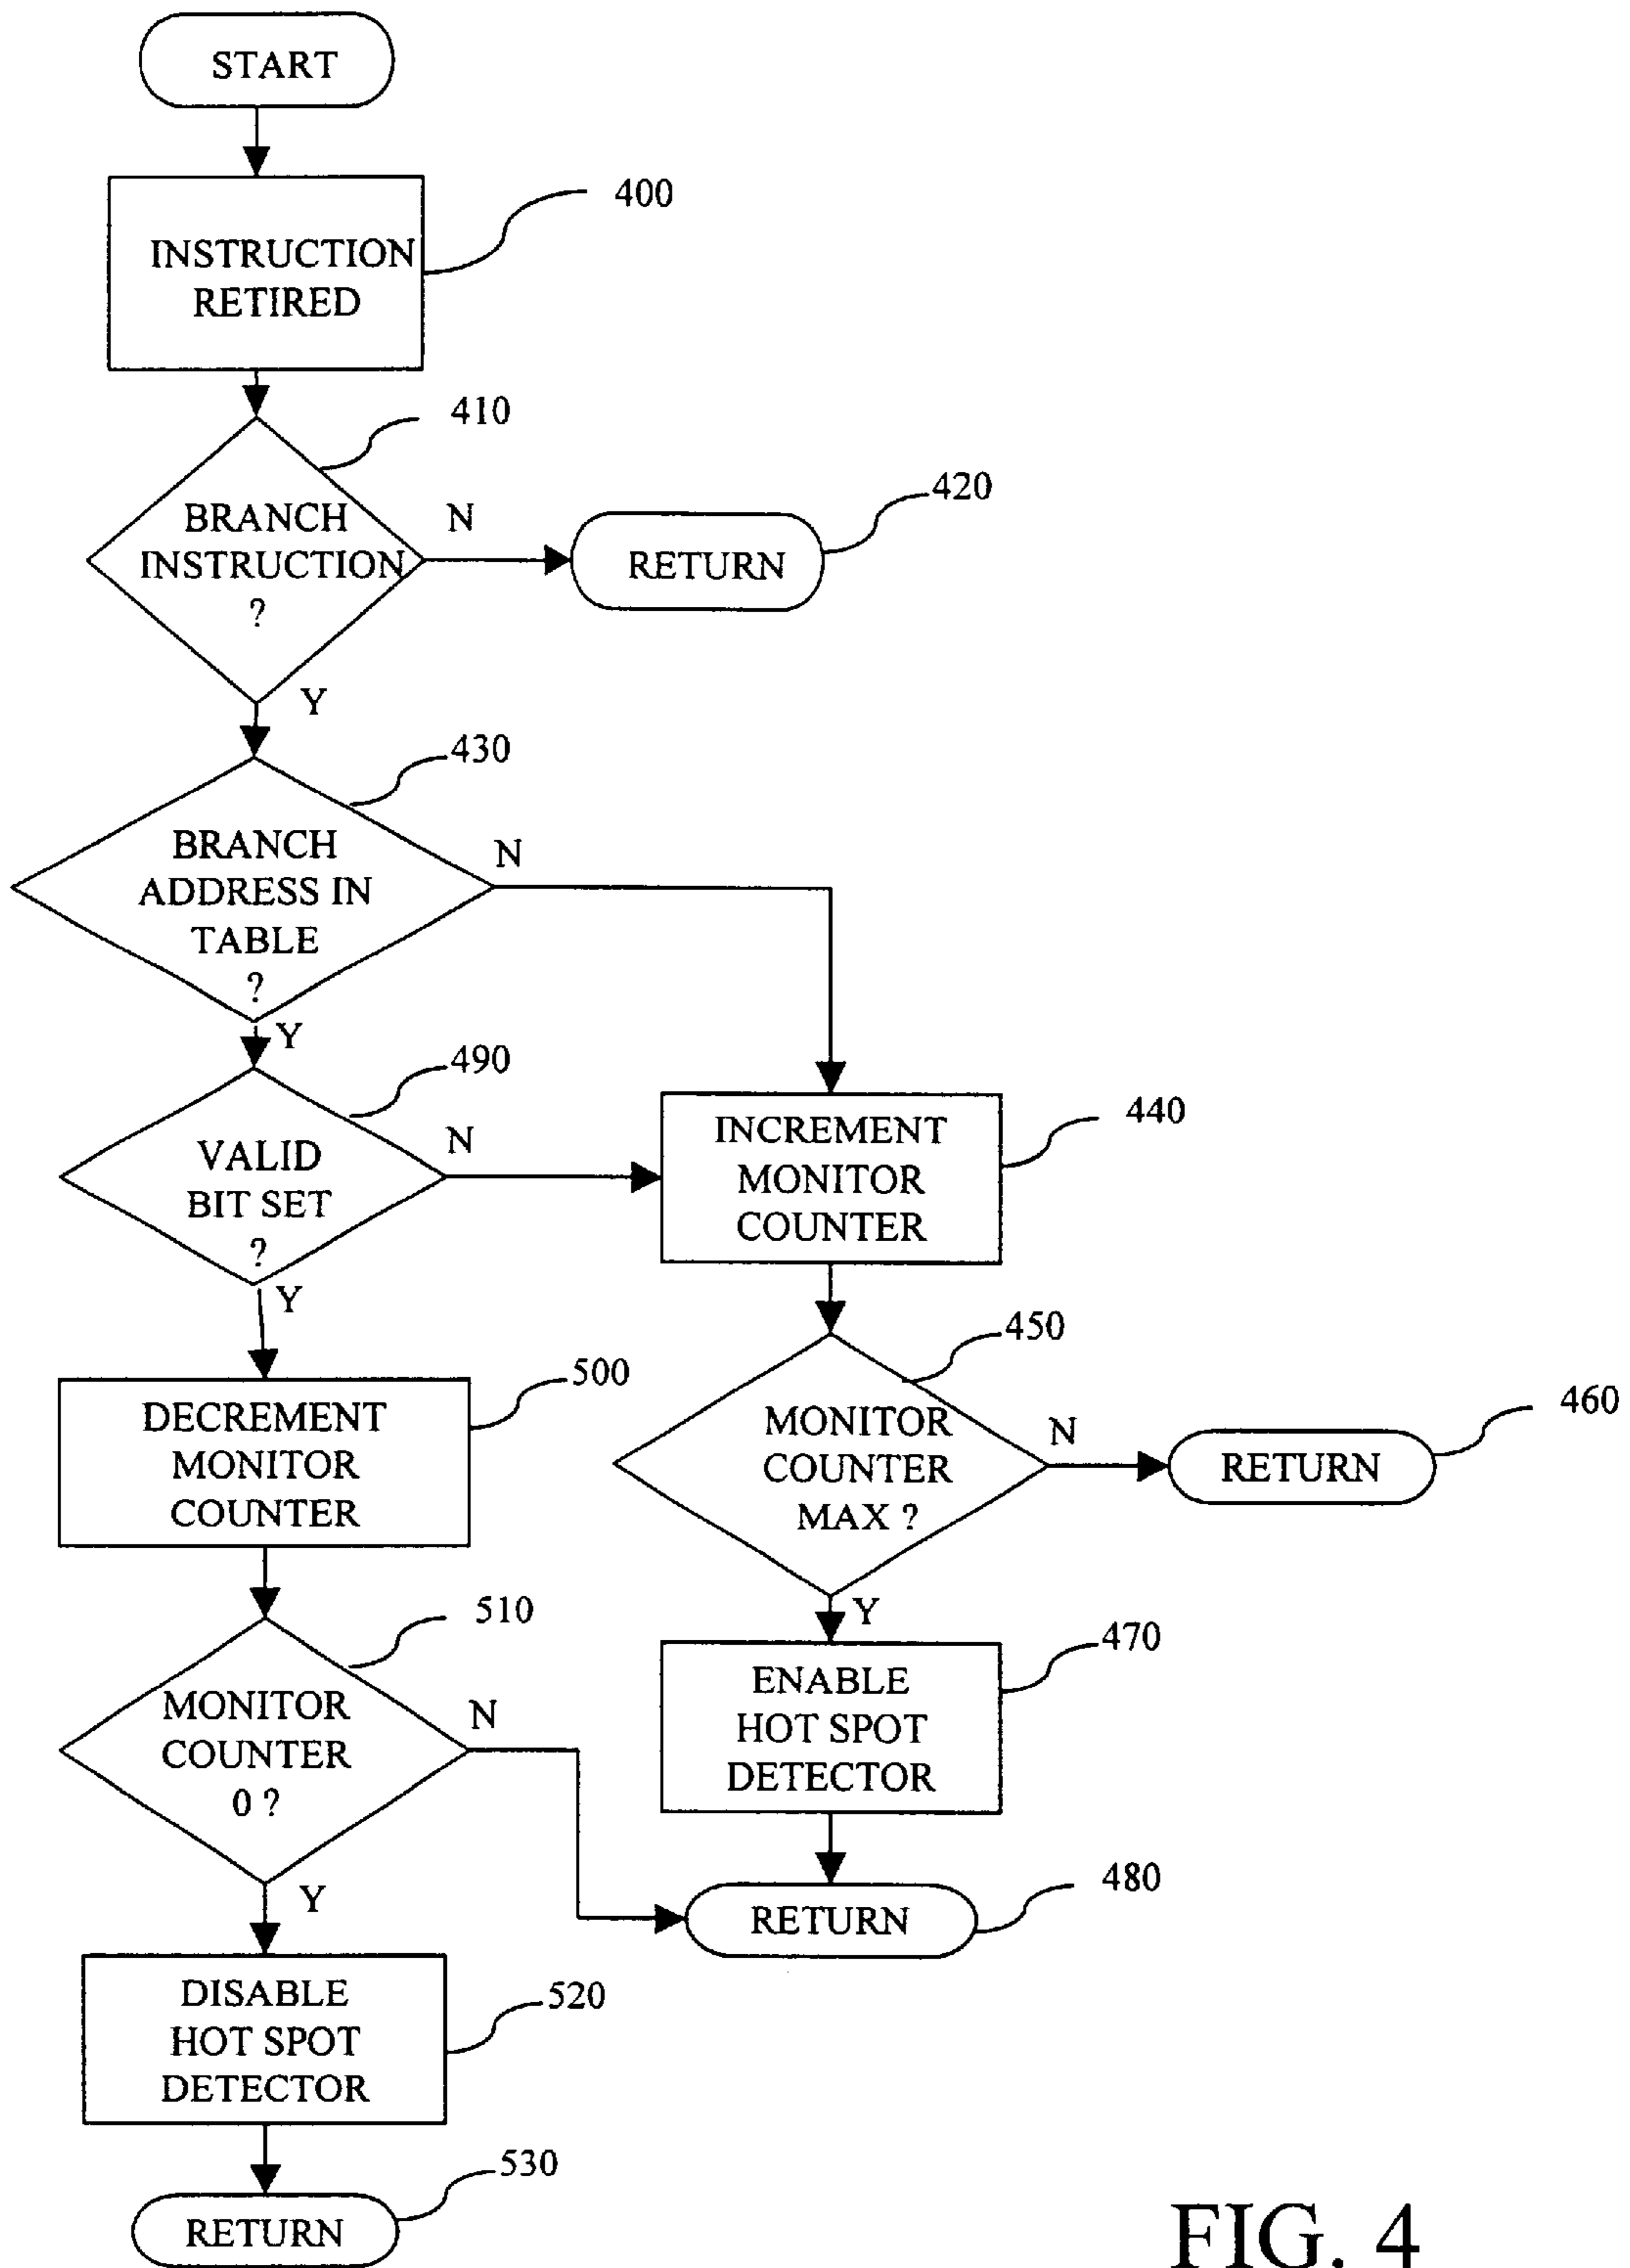 START
400
INSTRUCTION
RETIRED
410
BRANCH
INSTRUCTION
?
N
420
RETURN
Y
430
BRANCH
ADDRESS IN
TABLE
?
N
Y
490
VALID
BIT SET
?
N
440
INCREMENT
MONITOR
COUNTER
Y
500
DECREMENT
MONITOR
COUNTER
450
MONITOR
COUNTER
MAX ?
N
460
RETURN
Y
510
MONITOR
COUNTER
0 ?
N
470
ENABLE
HOT SPOT
DETECTOR
480
RETURN
Y
520
DISABLE
HOT SPOT
DETECTOR
530
RETURN
FIG. 4